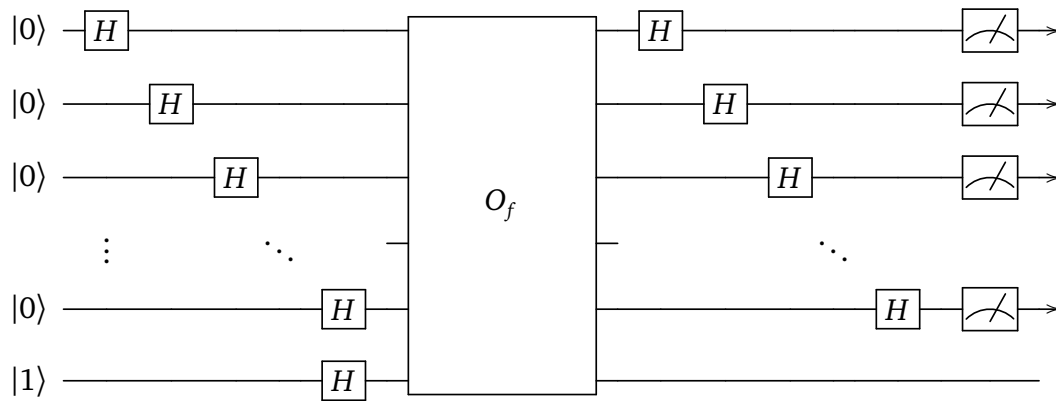 |0⟩ H H
|0⟩ H H
|0⟩ H H
O_f
⋮ ⋱ ⋱
|0⟩ H H
|1⟩ H